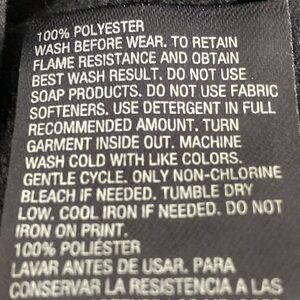 100% POLYESTER
WASH BEFORE WEAR. TO RETAIN
FLAME RESISTANCE AND OBTAIN
BEST WASH RESULT. DO NOT USE
SOAP PRODUCTS. DO NOT USE FABRIC
SOFTENERS. USE DETERGENT IN FULL
RECOMMENDED AMOUNT. TURN
GARMENT INSIDE OUT. MACHINE
WASH COLD WITH LIKE COLORS.
GENTLE CYCLE. ONLY NON-CHLORINE
BLEACH IF NEEDED. TUMBLE DRY
LOW. COOL IRON IF NEEDED. DO NOT
IRON ON PRINT.
100% POLIÉSTER
LAVAR ANTES DE USAR. PARA
CONSERVAR LA RESISTENCIA A LAS